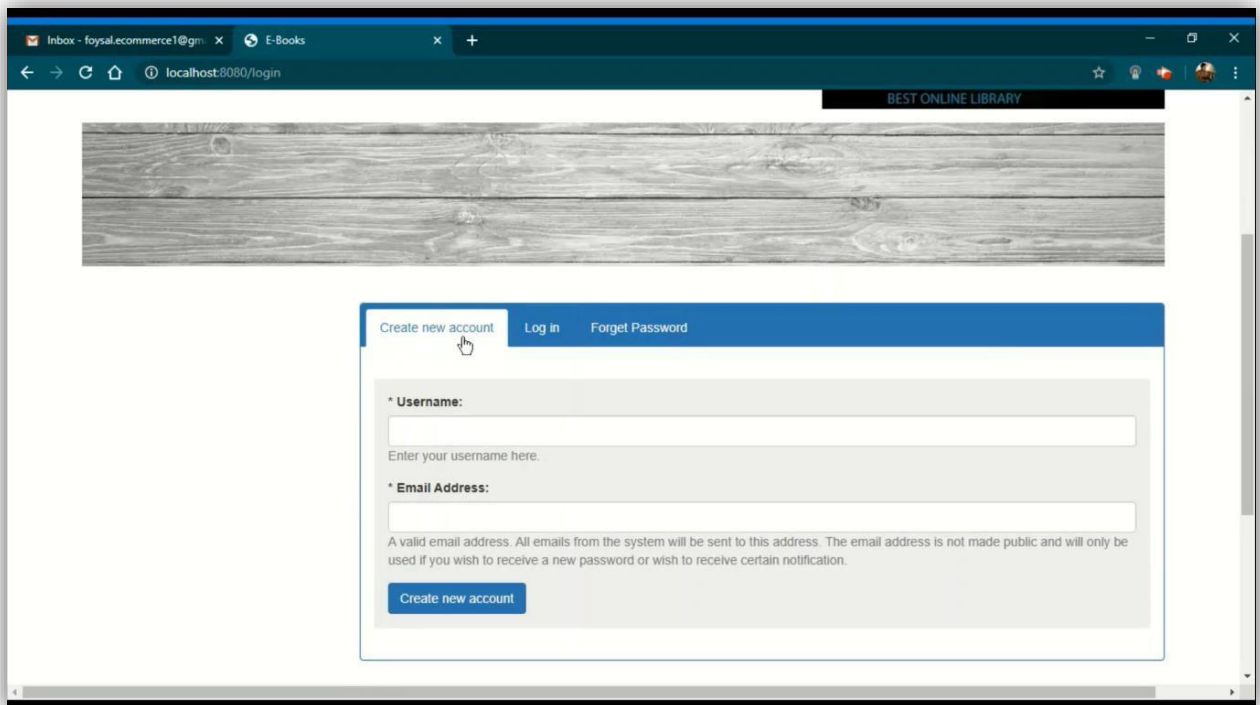 Inbox - foysal.ecommerce1@gm
E-Books
localhost:8080/login
BEST ONLINE LIBRARY
Create new account
Log in
Forget Password
* Username:
Enter your username here.
* Email Address:
A valid email address. All emails from the system will be sent to this address. The email address is not made public and will only be
used if you wish to receive a new password or wish to receive certain notification.
Create new account